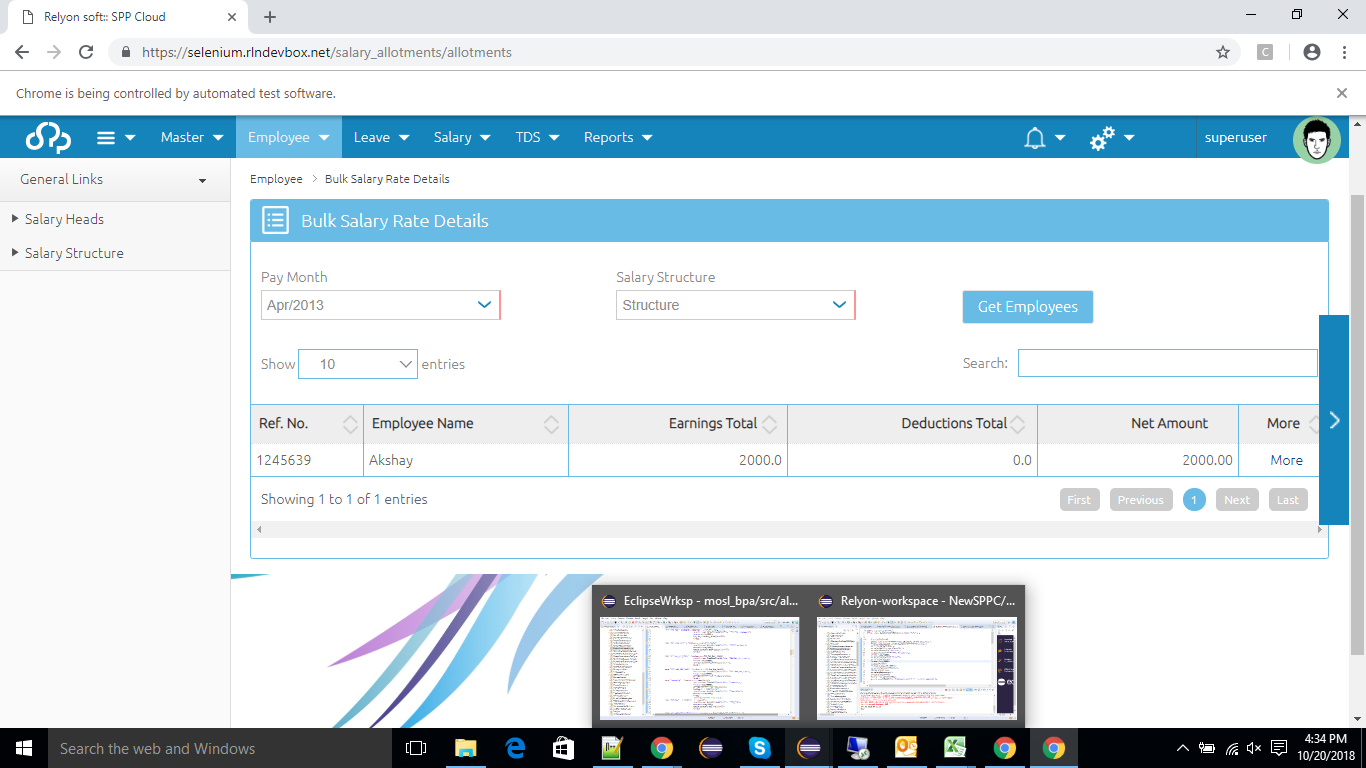 Relyon soft:: SPP Cloud
https://selenium.rlndevbox.net/salary_allotments/allotments
C
Chrome is being controlled by automated test software.
Master Employee Leave Salary TDS Reports superuser
General Links
Salary Heads
Salary Structure
Employee > Bulk Salary Rate Details
Bulk Salary Rate Details
Pay Month Salary Structure
Apr/2013 Structure Get Employees
Show 10 entries Search:
Ref. No. Employee Name Earnings Total Deductions Total Net Amount More
1245639 Akshay 2000.0 0.0 2000.00 More
Showing 1 to 1 of 1 entries First Previous 1 Next Last
EclipseWrksp - mosl_bpa/src/al... Relyon-workspace - NewSPPC/...
Search the web and Windows
4:34 PM
10/20/2018